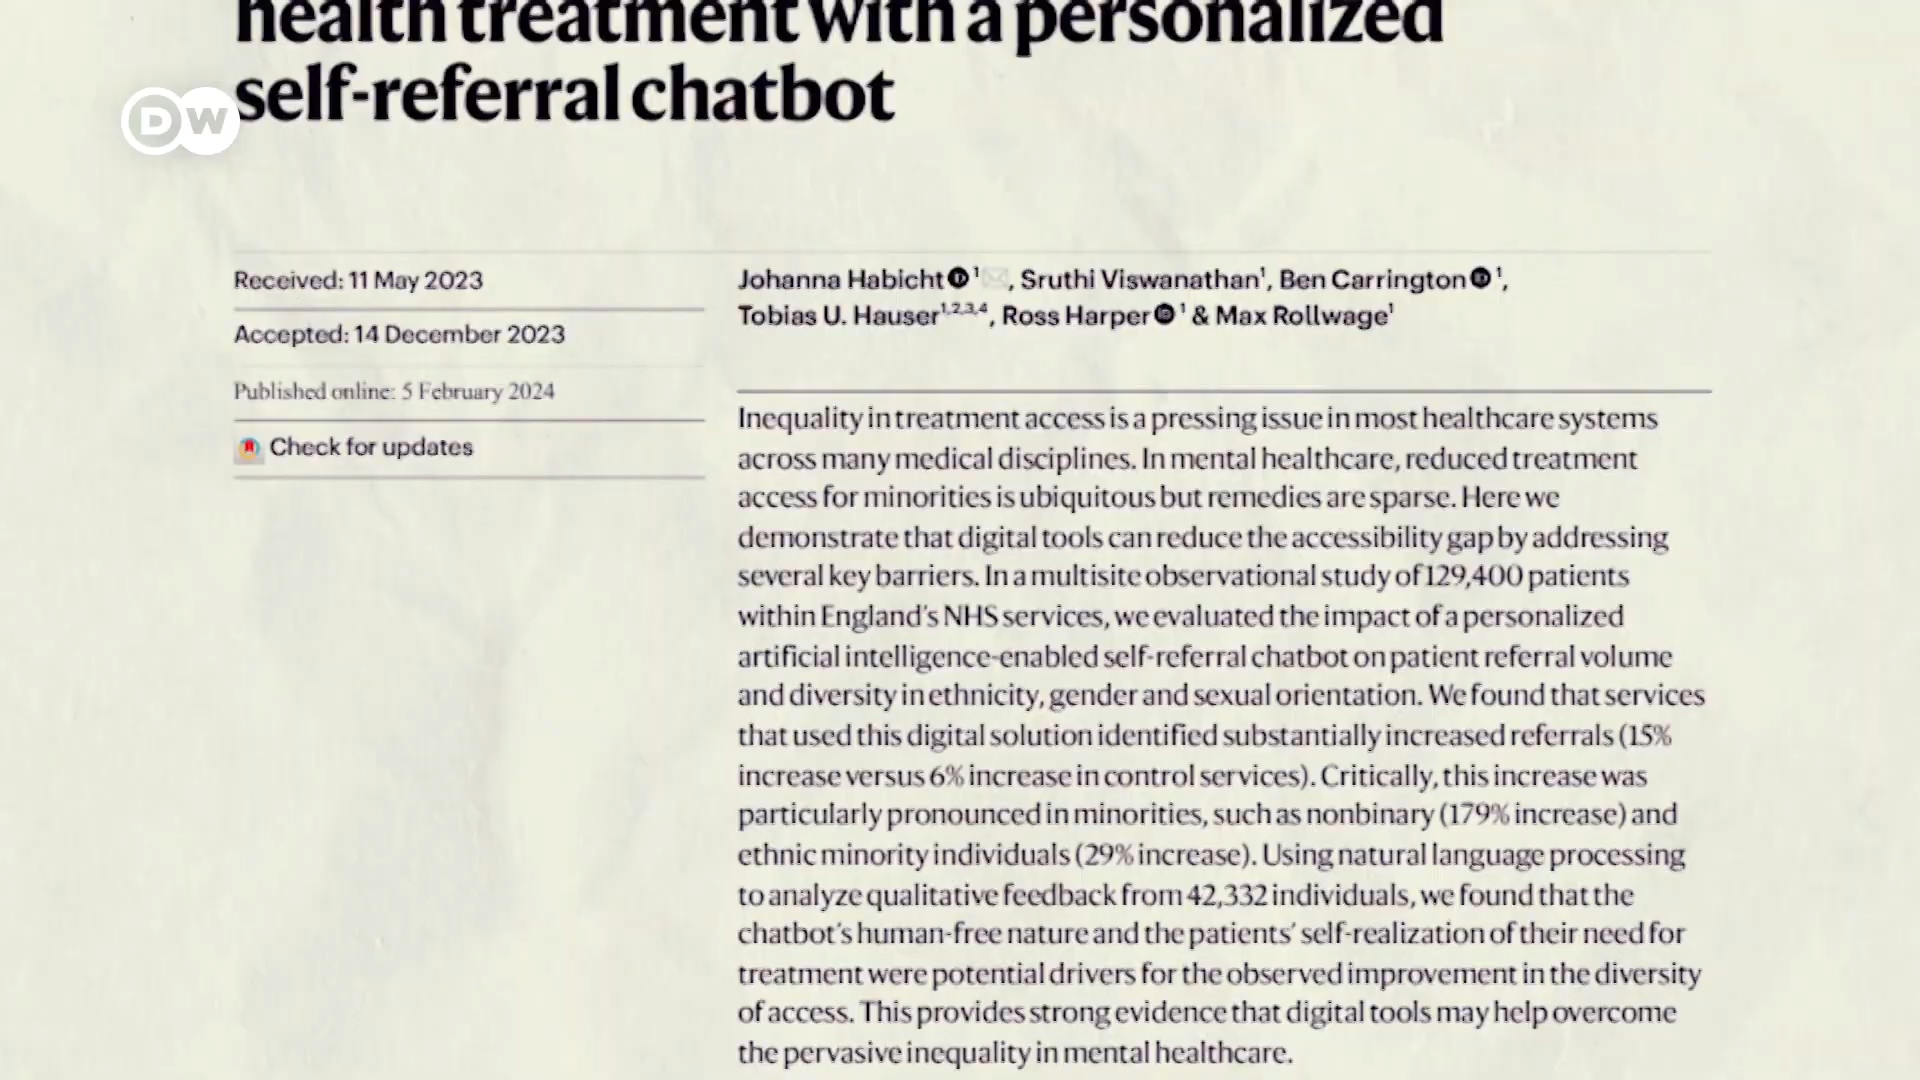 health treatment with a personalized
self-referral chatbot
DW
Received: 11 May 2023
Accepted: 14 December 2023
Published online: 5 February 2024
Check for updates
Johanna Habicht¹, Sruthi Viswanathan¹, Ben Carrington¹,
Tobias U. Hauser¹,²,³,⁴, Ross Harper¹ & Max Rollwage¹
Inequality in treatment access is a pressing issue in most healthcare systems
across many medical disciplines. In mental healthcare, reduced treatment
access for minorities is ubiquitous but remedies are sparse. Here we
demonstrate that digital tools can reduce the accessibility gap by addressing
several key barriers. In a multisite observational study of 129,400 patients
within England's NHS services, we evaluated the impact of a personalized
artificial intelligence-enabled self-referral chatbot on patient referral volume
and diversity in ethnicity, gender and sexual orientation. We found that services
that used this digital solution identified substantially increased referrals (15%
increase versus 6% increase in control services). Critically, this increase was
particularly pronounced in minorities, such as nonbinary (179% increase) and
ethnic minority individuals (29% increase). Using natural language processing
to analyze qualitative feedback from 42,332 individuals, we found that the
chatbot's human-free nature and the patients' self-realization of their need for
treatment were potential drivers for the observed improvement in the diversity
of access. This provides strong evidence that digital tools may help overcome
the pervasive inequality in mental healthcare.